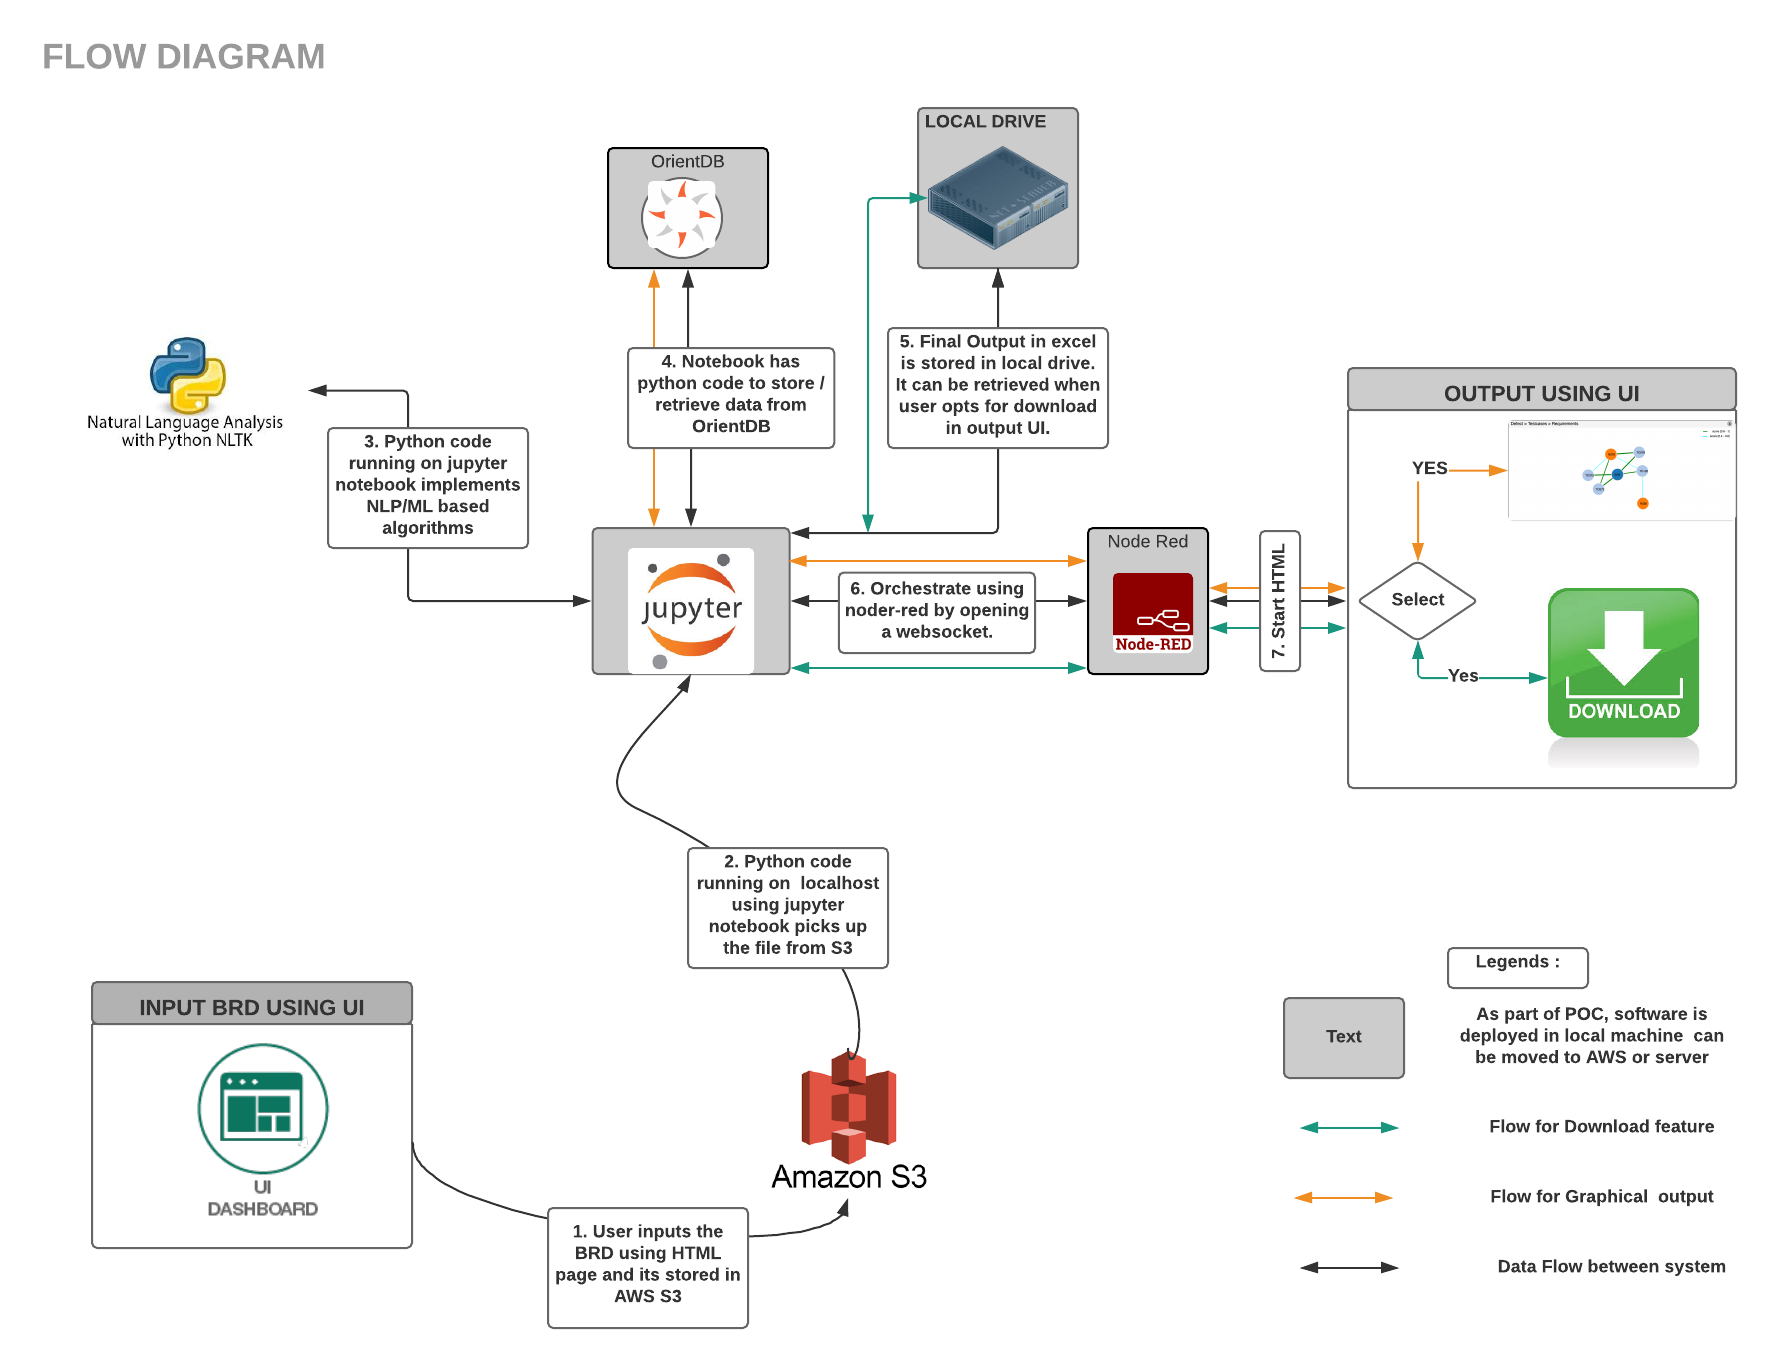 FLOW DIAGRAM
LOCAL DRIVE
OrientDB
4. Notebook has
python code to store /
retrieve data from
OrientDB
5. Final Output in excel
is stored in local drive.
It can be retrieved when
user opts for download
in output UI.
Natural Language Analysis
with Python NLTK
3. Python code
running on jupyter
notebook implements
NLP/ML based
algorithms
jupyter
6. Orchestrate using
noder-red by opening
a websocket.
Node Red
Node-RED
7. Start HTML
OUTPUT USING UI
Defect > Testcases > Requirements
YES
Select
Yes
DOWNLOAD
2. Python code
running on  localhost
using jupyter
notebook picks up
the file from S3
INPUT BRD USING UI
UI
DASHBOARD
1. User inputs the
BRD using HTML
page and its stored in
AWS S3
Amazon S3
Legends :
Text
As part of POC, software is
deployed in local machine  can
be moved to AWS or server
Flow for Download feature
Flow for Graphical  output
Data Flow between system